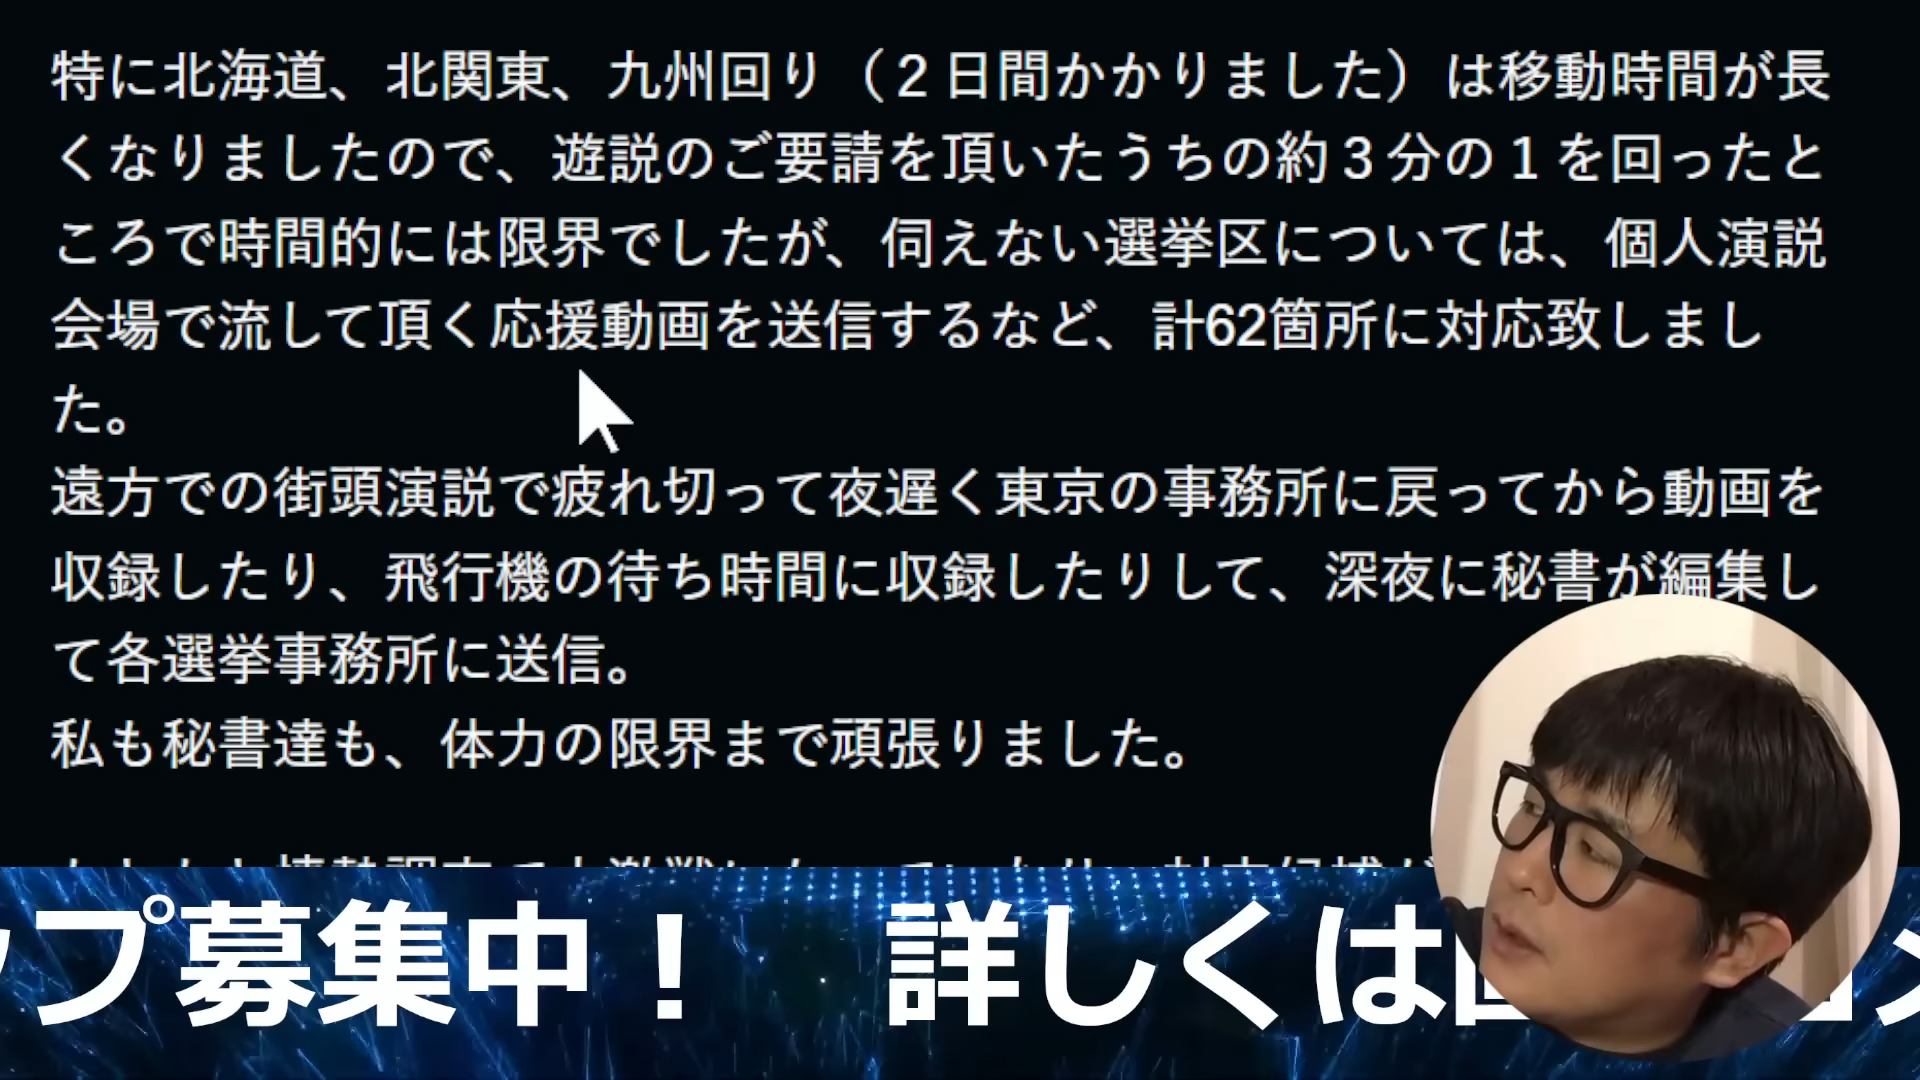 特に北海道、北関東、九州回り（２日間かかりました）は移動時間が長
くなりましたので、遊説のご要請を頂いたうちの約３分の１を回ったと
ころで時間的には限界でしたが、伺えない選挙区については、個人演説
会場で流して頂く応援動画を送信するなど、計62箇所に対応致しまし
た。
遠方での街頭演説で疲れ切って夜遅く東京の事務所に戻ってから動画を
収録したり、飛行機の待ち時間に収録したりして、深夜に秘書が編集し
て各選挙事務所に送信。
私も秘書達も、体力の限界まで頑張りました。
プ募集中！　詳しくは